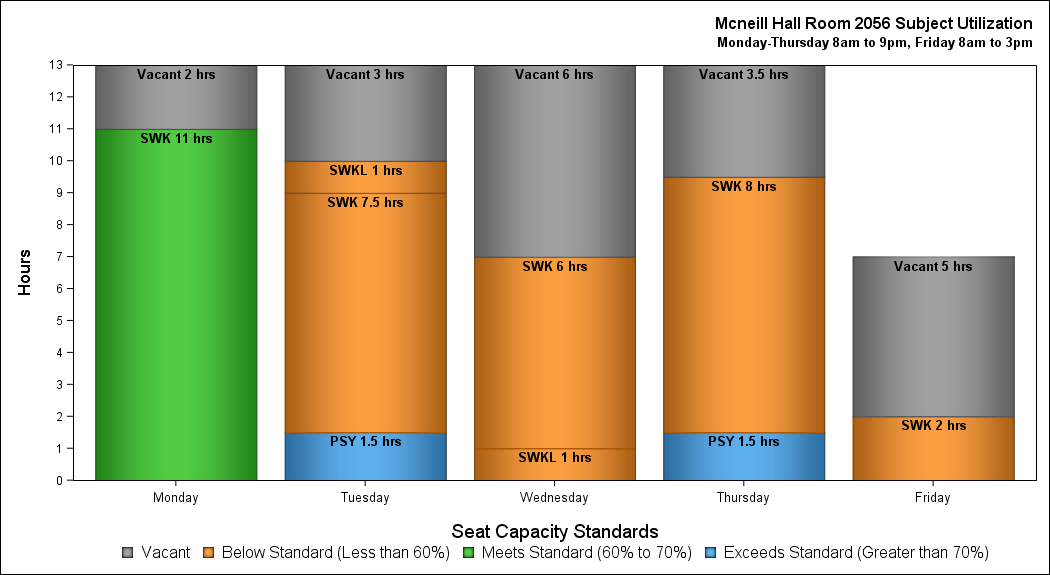 Mcneill Hall Room 2056 Subject Utilization
Monday-Thursday 8am to 9pm, Friday 8am to 3pm
Hours
13
12
11
10
9
8
7
6
5
4
3
2
1
0
Vacant 2 hrs
SWK 11 hrs
Vacant 3 hrs
SWKL 1 hrs
SWK 7.5 hrs
PSY 1.5 hrs
Vacant 6 hrs
SWK 6 hrs
SWKL 1 hrs
Vacant 3.5 hrs
SWK 8 hrs
PSY 1.5 hrs
Vacant 5 hrs
SWK 2 hrs
Monday Tuesday Wednesday Thursday Friday
Seat Capacity Standards
Vacant Below Standard (Less than 60%) Meets Standard (60% to 70%) Exceeds Standard (Greater than 70%)